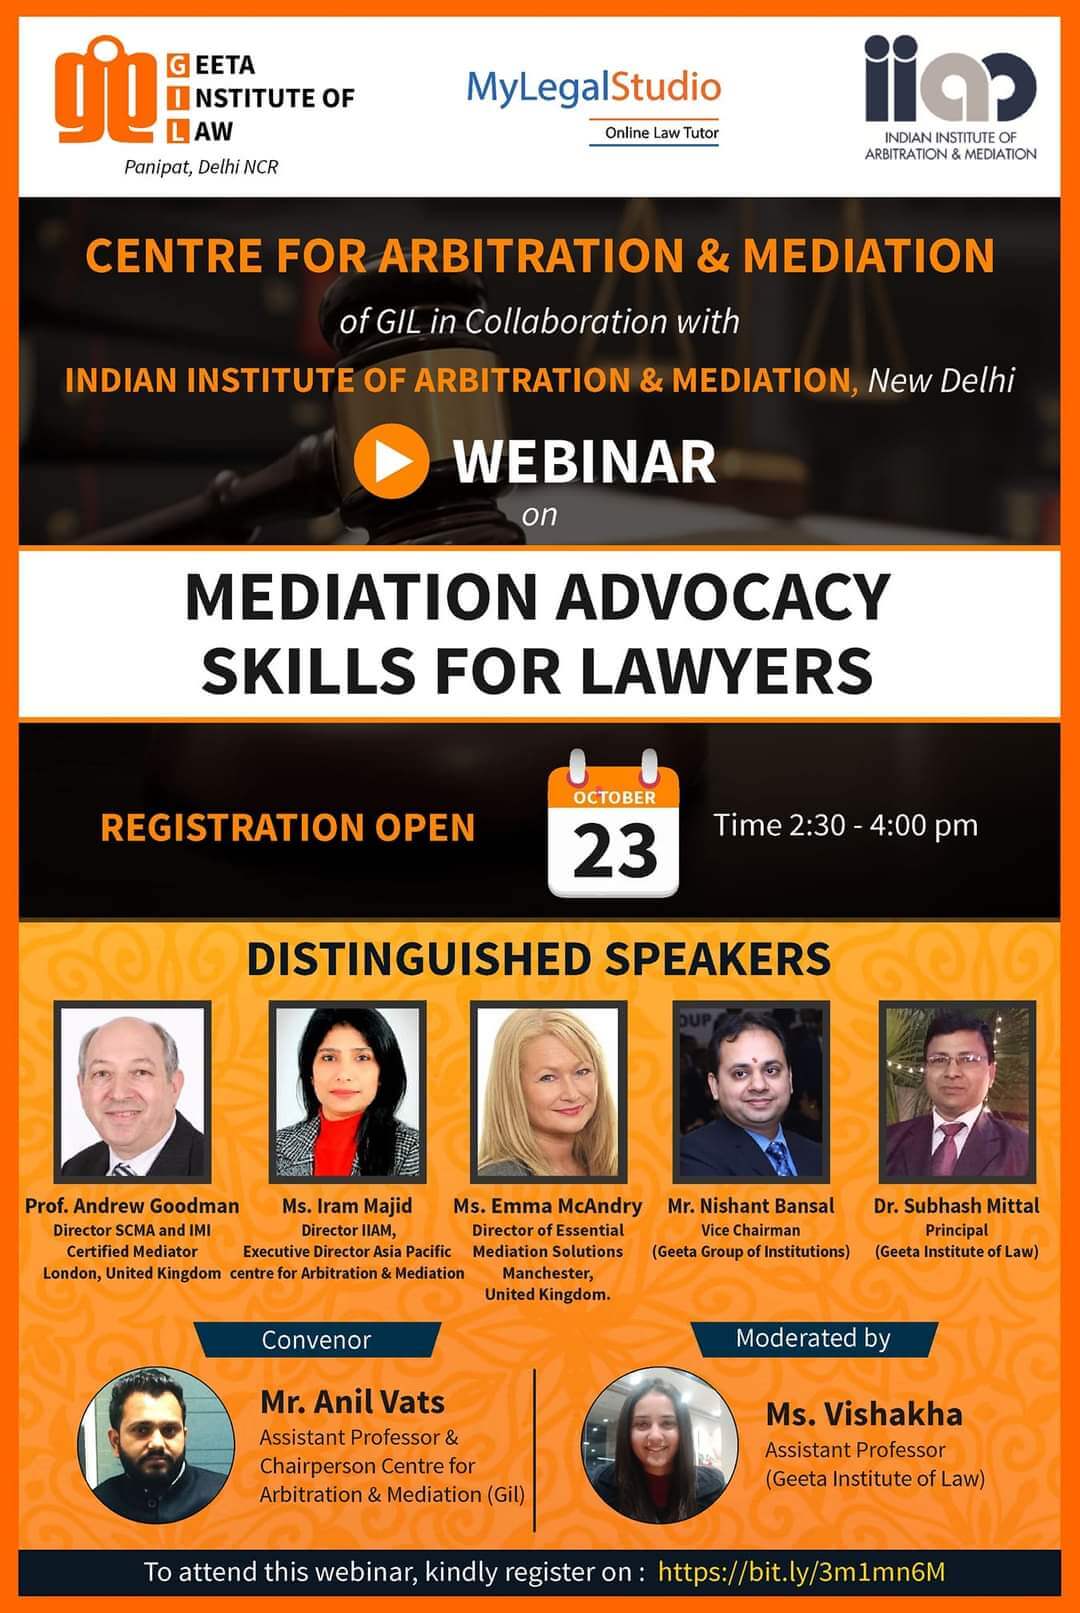 GEETA
INSTITUTE OF
LAW
Panipat, Delhi NCR
MyLegalStudio
Online Law Tutor
iiam
INDIAN INSTITUTE OF
ARBITRATION & MEDIATION
CENTRE FOR ARBITRATION & MEDIATION
of GIL in Collaboration with
INDIAN INSTITUTE OF ARBITRATION & MEDIATION, New Delhi
WEBINAR
on
MEDIATION ADVOCACY
SKILLS FOR LAWYERS
REGISTRATION OPEN
OCTOBER
23
Time 2:30 - 4:00 pm
DISTINGUISHED SPEAKERS
Prof. Andrew Goodman
Director SCMA and IMI
Certified Mediator
London, United Kingdom
Ms. Iram Majid
Director IIAM,
Executive Director Asia Pacific
centre for Arbitration & Mediation
Ms. Emma McAndry
Director of Essential
Mediation Solutions
Manchester,
United Kingdom.
Mr. Nishant Bansal
Vice Chairman
(Geeta Group of Institutions)
Dr. Subhash Mittal
Principal
(Geeta Institute of Law)
Convenor
Mr. Anil Vats
Assistant Professor &
Chairperson Centre for
Arbitration & Mediation (Gil)
Moderated by
Ms. Vishakha
Assistant Professor
(Geeta Institute of Law)
To attend this webinar, kindly register on : https://bit.ly/3m1mn6M